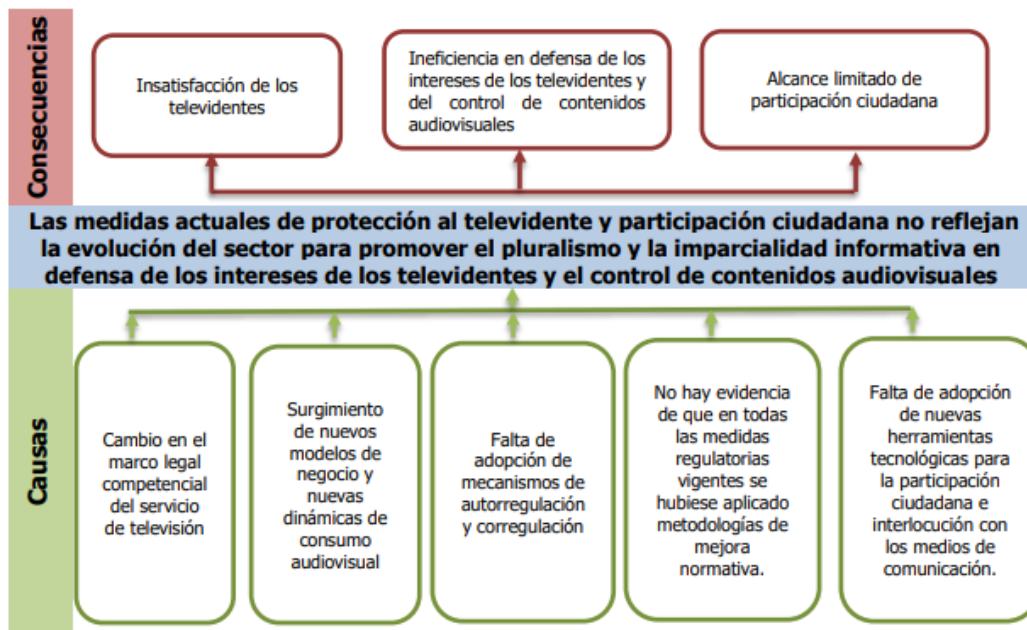 Consecuencias
Insatisfacción de los
televidentes
Ineficiencia en defensa de los
intereses de los televidentes y
del control de contenidos
audiovisuales
Alcance limitado de
participación ciudadana
Las medidas actuales de protección al televidente y participación ciudadana no reflejan
la evolución del sector para promover el pluralismo y la imparcialidad informativa en
defensa de los intereses de los televidentes y el control de contenidos audiovisuales
Causas
Cambio en el
marco legal
competencial
del servicio
de televisión
Surgimiento
de nuevos
modelos de
negocio y
nuevas
dinámicas de
consumo
audiovisual
Falta de
adopción de
mecanismos de
autorregulación
y corregulación
No hay evidencia
de que en todas
las medidas
regulatorias
vigentes se
hubiese aplicado
metodologías de
mejora
normativa.
Falta de adopción
de nuevas
herramientas
tecnológicas para
la participación
ciudadana e
interlocución con
los medios de
comunicación.